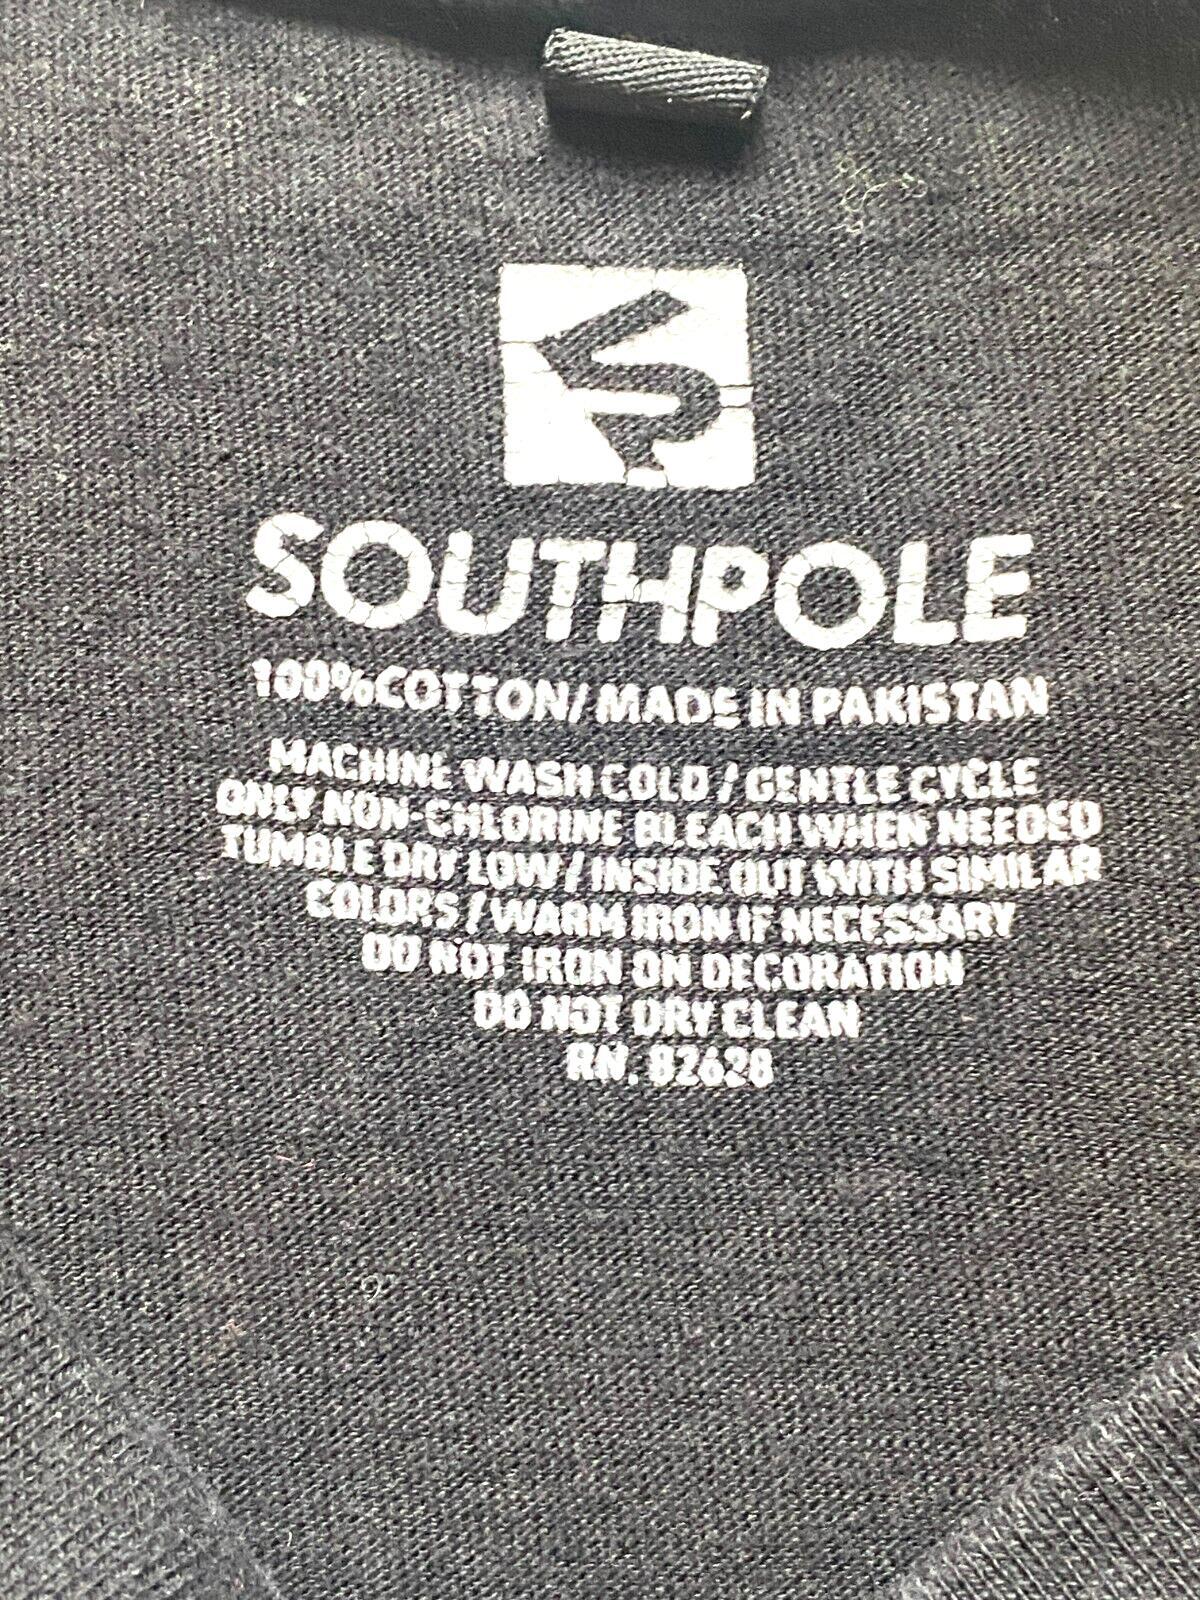 SOUTHPOLE
100%COTTON/MADE IN PAKISTAN
MACHINE WASH COLD / GENTLE CYCLE
ONLY NON-CHLORINE BLEACH WHEN NEEDED
TUMBLE DRY LOW / INSIDE OUT WITH SIMILAR
COLORS / WARM IRON IF NECESSARY
DO NOT IRON ON DECORATION
DO NOT DRY CLEAN
RN. 82628